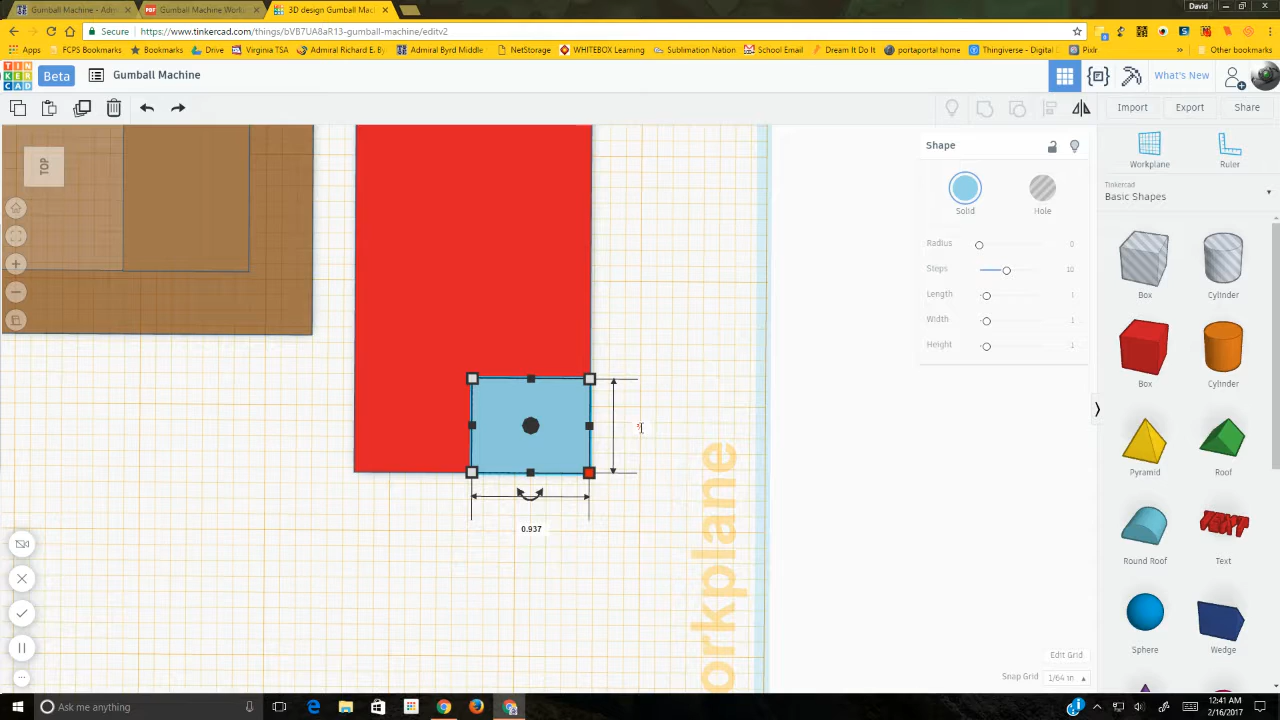 Gumball Machine - Adm
Gumball Machine Workin
3D design Gumball Mac
David
Secure
https://www.tinkercad.com/things/bVB7UA8aR13-gumball-machine/editv2
Apps
FCPS Bookmarks
Bookmarks
Drive
Virginia TSA
Admiral Richard E. By
Admiral Byrd Middle
NetStorage
WHITEBOX Learning
Sublimation Nation
School Email
Dream It Do It
portaportal home
Thingiverse - Digital D
Pixlr
Other bookmarks
TIN
KER
CAD
Beta
Gumball Machine
What's New
Import
Export
Share
TOP
Shape
Solid
Hole
Radius 0
Steps 10
Length 1
Width 1
Height 1
Workplane
Ruler
Tinkercad
Basic Shapes
Box
Cylinder
Box
Cylinder
Pyramid
Roof
Round Roof
Text
Sphere
Wedge
0.937
orkplane
Edit Grid
Snap Grid 1/64 in
Ask me anything
12:41 AM
2/16/2017